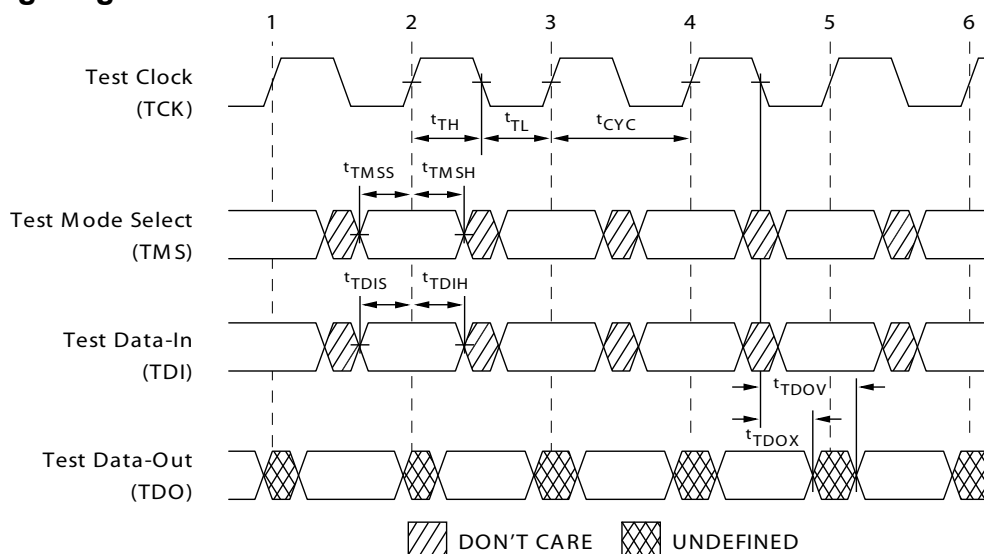 1 2 3 4 5 6
Test Clock
(TCK)
tTH tTL tCYC
tTMSS tTMSH
Test Mode Select
(TMS)
tTDIS tTDIH
Test Data-In
(TDI)
tTDOV
tTDOX
Test Data-Out
(TDO)
DON'T CARE UNDEFINED